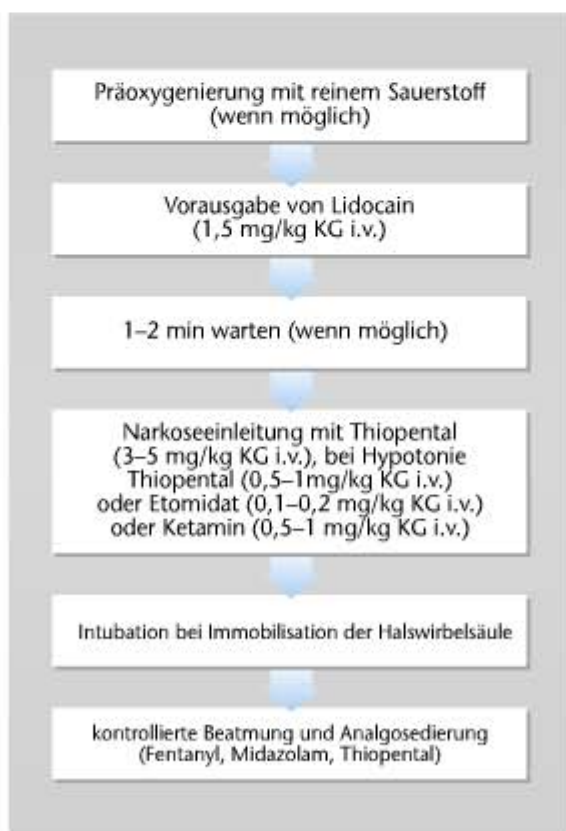 Präoxygenierung mit reinem Sauerstoff
(wenn möglich)
Vorausgabe von Lidocain
(1,5 mg/kg KG i.v.)
1–2 min warten (wenn möglich)
Narkoseeinleitung mit Thiopental
(3–5 mg/kg KG i.v.), bei Hypotonie
Thiopental (0,5–1mg/kg KG i.v.)
oder Etomidat (0,1–0,2 mg/kg KG i.v.)
oder Ketamin (0,5–1 mg/kg KG i.v.)
Intubation bei Immobilisation der Halswirbelsäule
kontrollierte Beatmung und Analgosedierung
(Fentanyl, Midazolam, Thiopental)